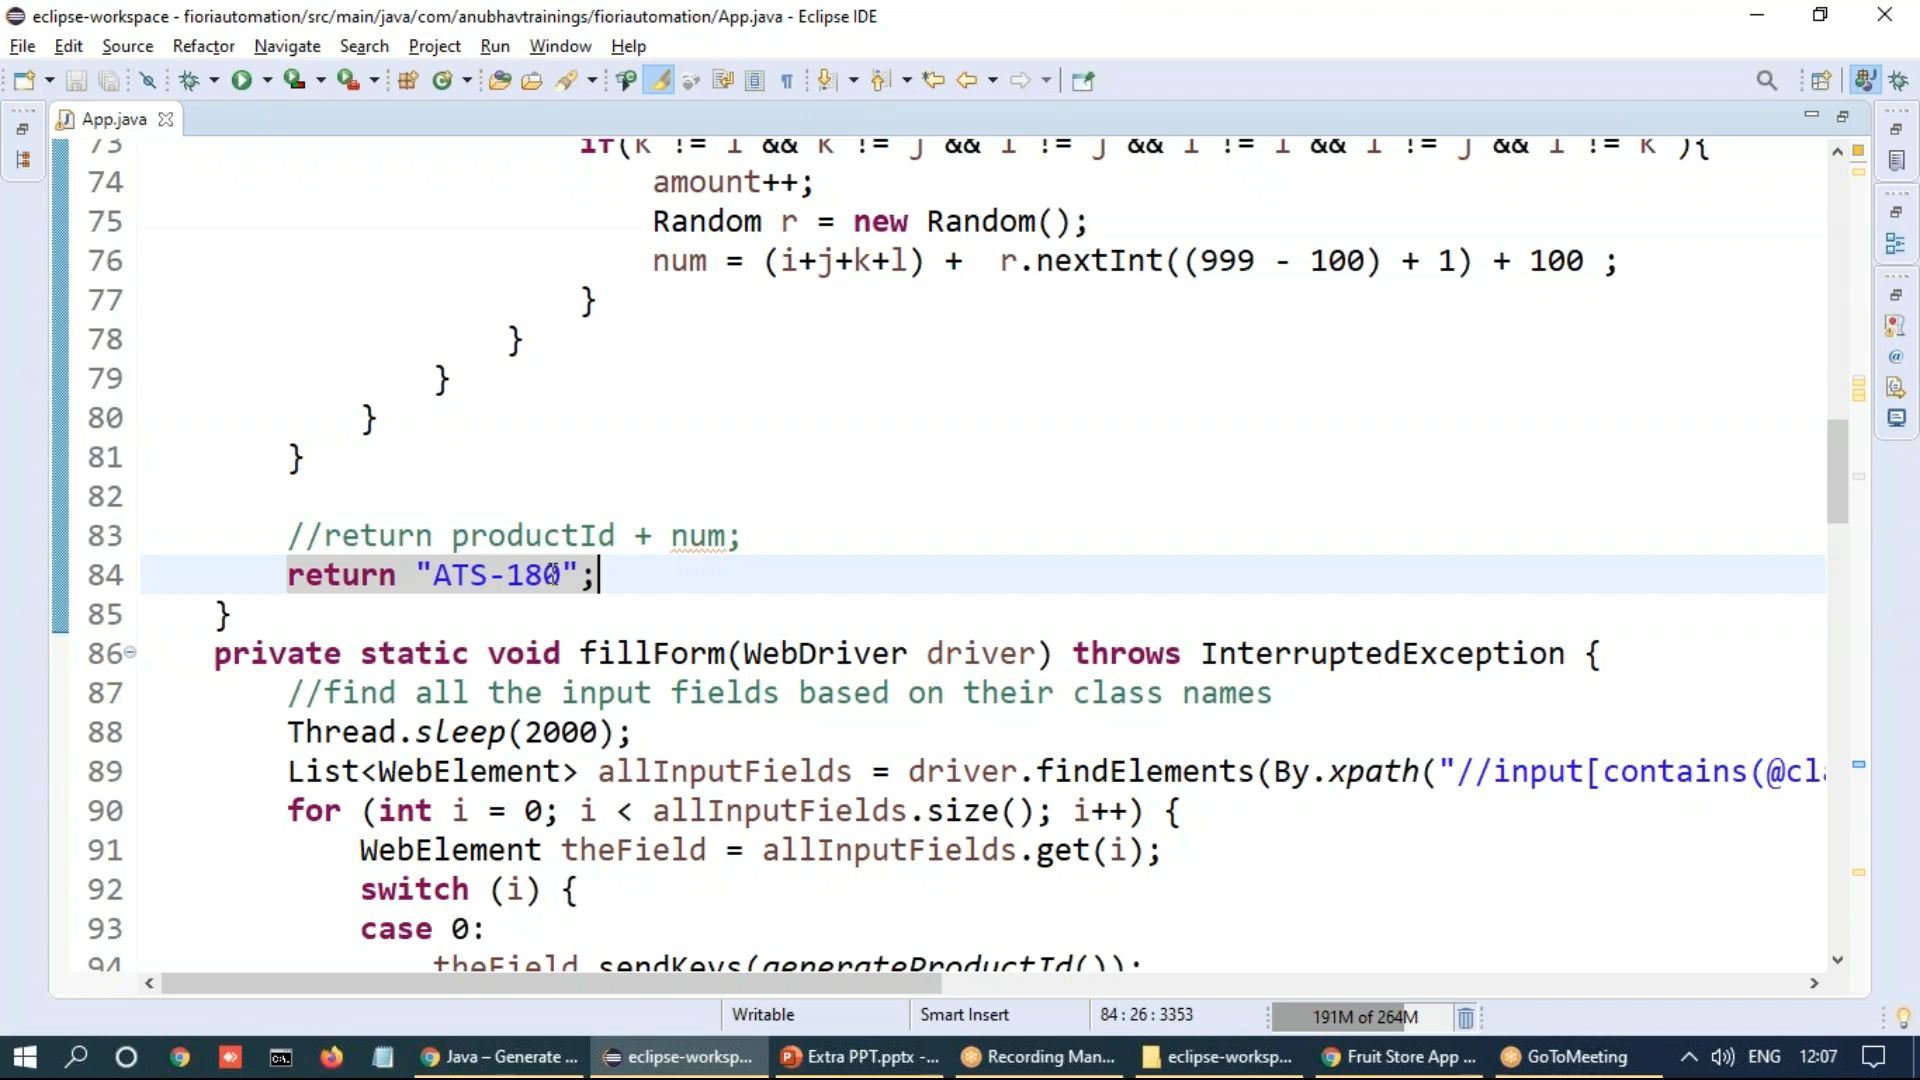 eclipse-workspace - fioriautomation/src/main/java/com/anubhavtrainings/fioriautomation/App.java - Eclipse IDE
File Edit Source Refactor Navigate Search Project Run Window Help
App.java
73 if(k != i && k != j && i != j && l != i && l != j && l != k ){
74 amount++;
75 Random r = new Random();
76 num = (i+j+k+l) + r.nextInt((999 - 100) + 1) + 100 ;
77 }
78 }
79 }
80 }
81 }
82
83 //return productId + num;
84 return "ATS-180";
85 }
86 private static void fillForm(WebDriver driver) throws InterruptedException {
87 //find all the input fields based on their class names
88 Thread.sleep(2000);
89 List<WebElement> allInputFields = driver.findElements(By.xpath("//input[contains(@cl
90 for (int i = 0; i < allInputFields.size(); i++) {
91 WebElement theField = allInputFields.get(i);
92 switch (i) {
93 case 0:
94 theField.sendKeys(generateProductId());
Writable Smart Insert 84 : 26 : 3353 191M of 264M
Java – Generate ... eclipse-worksp... Extra PPT.pptx -... Recording Man... eclipse-worksp... Fruit Store App ... GoToMeeting ENG 12:07